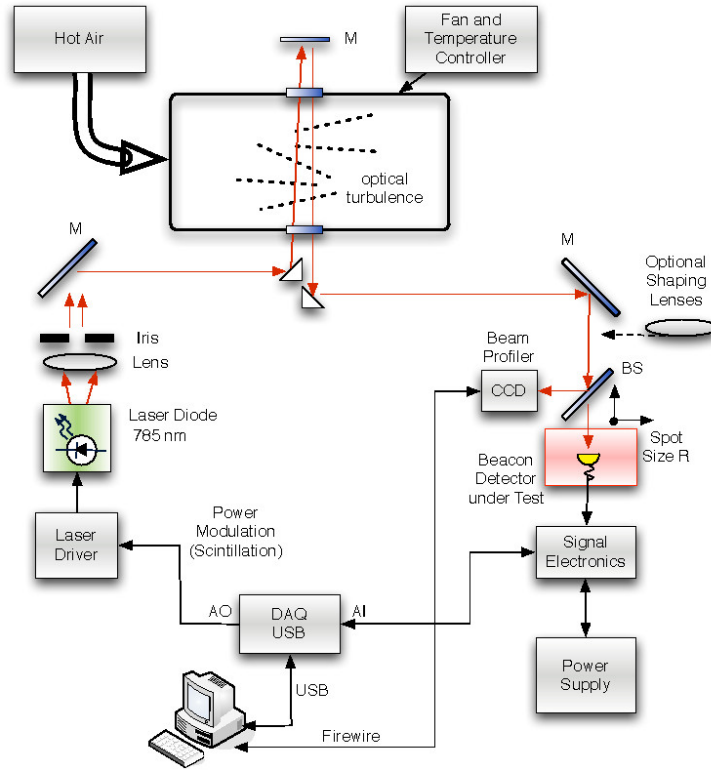 Hot Air
M
Fan and
Temperature
Controller
optical
turbulence
M
M
Optional
Shaping
Lenses
Iris
Lens
Beam
Profiler
CCD
BS
Laser Diode
785 nm
Spot
Size R
Beacon
Detector
under Test
Laser
Driver
Power
Modulation
(Scintillation)
Signal
Electronics
AO
DAQ
USB
AI
Power
Supply
USB
Firewire